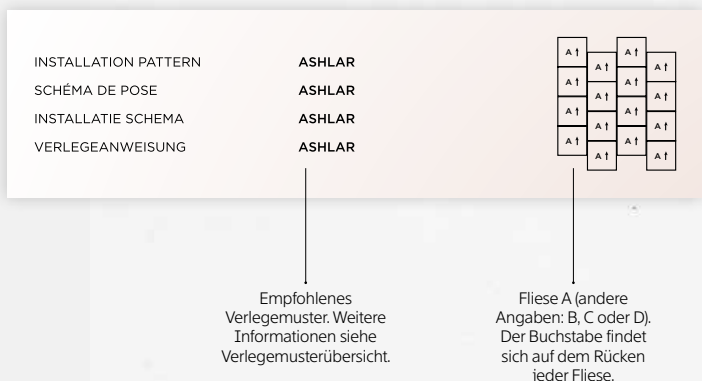 INSTALLATION PATTERN ASHLAR
SCHÉMA DE POSE ASHLAR
INSTALLATIE SCHEMA ASHLAR
VERLEGEANWEISUNG ASHLAR
A↑ A↑
A↑ A↑
A↑ A↑
A↑ A↑
A↑ A↑
A↑ A↑
A↑ A↑
A↑ A↑
Empfohlenes
Verlegemuster. Weitere
Informationen siehe
Verlegemusterübersicht.
Fliese A (andere
Angaben: B, C oder D).
Der Buchstabe findet
sich auf dem Rücken
jeder Fliese.